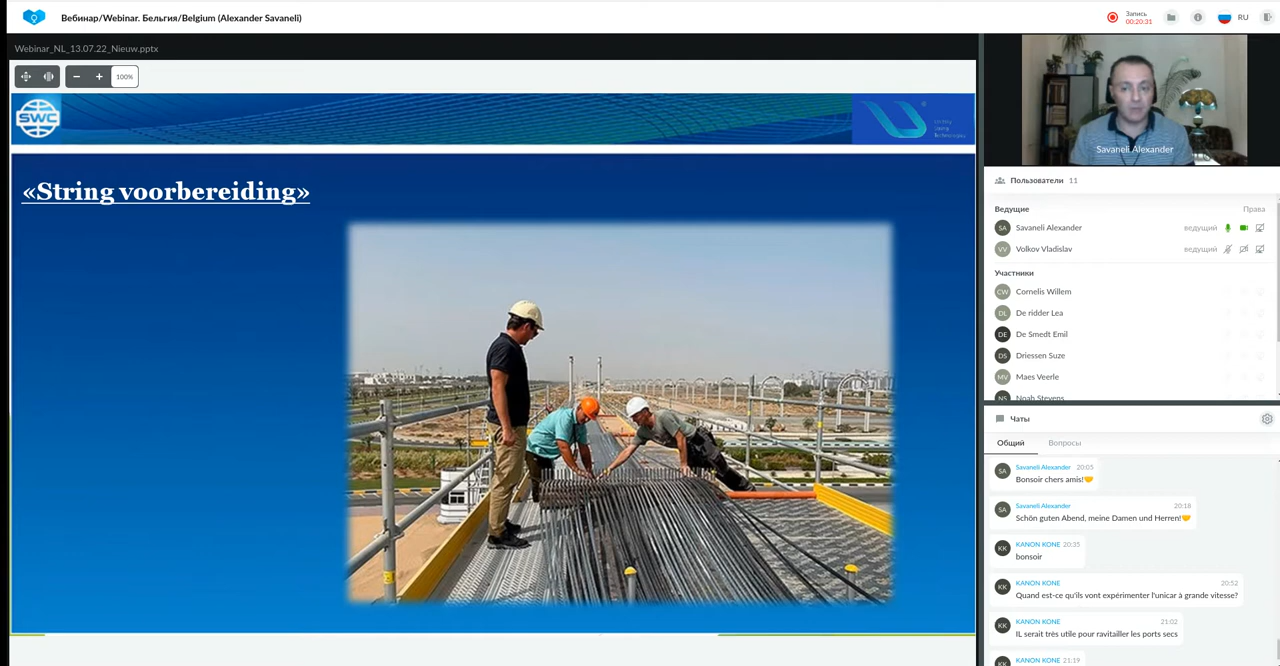 Вебинар/Webinar. Бельгия/Belgium (Alexander Savaneli)
Запись
00:20:31
RU
Webinar_NL_13.07.22_Nieuw.pptx
100%
SWC
«String voorbereiding»
Savaneli Alexander
Пользователи 11
Ведущие Права
SA Savaneli Alexander ведущий
VV Volkov Vladislav ведущий
Участники
CW Cornelis Willem
DL De ridder Lea
DE De Smedt Emil
DS Driessen Suze
MV Maes Veerle
NS Noah Stevens
Чаты
Общий Вопросы
SA Savaneli Alexander 20:05
Bonsoir chers amis!💛
SA Savaneli Alexander 20:18
Schön guten Abend, meine Damen und Herren!💛
KK KANON KONE 20:35
bonsoir
KK KANON KONE 20:52
Quand est-ce qu'ils vont expérimenter l'unicar à grande vitesse?
KK KANON KONE 21:02
IL serait très utile pour ravitailler les ports secs
KK KANON KONE 21:19